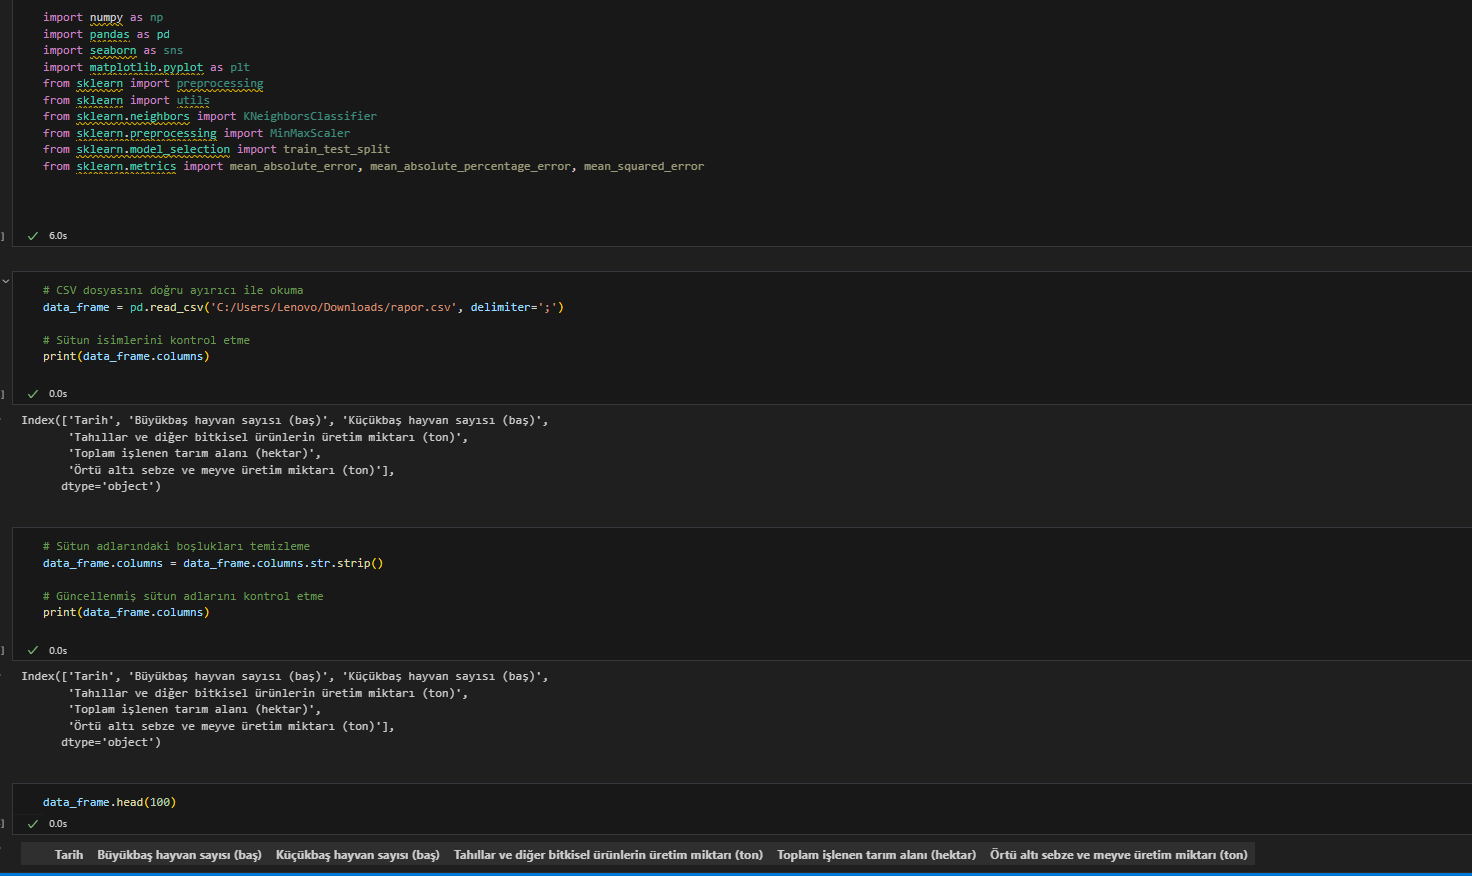 import numpy as np
import pandas as pd
import seaborn as sns
import matplotlib.pyplot as plt
from sklearn import preprocessing
from sklearn import utils
from sklearn.neighbors import KNeighborsClassifier
from sklearn.preprocessing import MinMaxScaler
from sklearn.model_selection import train_test_split
from sklearn.metrics import mean_absolute_error, mean_absolute_percentage_error, mean_squared_error
] ✓ 6.0s
# CSV dosyasını doğru ayırıcı ile okuma
data_frame = pd.read_csv('C:/Users/Lenovo/Downloads/rapor.csv', delimiter=';')
# Sütun isimlerini kontrol etme
print(data_frame.columns)
] ✓ 0.0s
Index(['Tarih', 'Büyükbaş hayvan sayısı (baş)', 'Küçükbaş hayvan sayısı (baş)',
'Tahıllar ve diğer bitkisel ürünlerin üretim miktarı (ton)',
'Toplam işlenen tarım alanı (hektar)',
'Örtü altı sebze ve meyve üretim miktarı (ton)'],
dtype='object')
# Sütun adlarındaki boşlukları temizleme
data_frame.columns = data_frame.columns.str.strip()
# Güncellenmiş sütun adlarını kontrol etme
print(data_frame.columns)
] ✓ 0.0s
Index(['Tarih', 'Büyükbaş hayvan sayısı (baş)', 'Küçükbaş hayvan sayısı (baş)',
'Tahıllar ve diğer bitkisel ürünlerin üretim miktarı (ton)',
'Toplam işlenen tarım alanı (hektar)',
'Örtü altı sebze ve meyve üretim miktarı (ton)'],
dtype='object')
data_frame.head(100)
] ✓ 0.0s
Tarih Büyükbaş hayvan sayısı (baş) Küçükbaş hayvan sayısı (baş) Tahıllar ve diğer bitkisel ürünlerin üretim miktarı (ton) Toplam işlenen tarım alanı (hektar) Örtü altı sebze ve meyve üretim miktarı (ton)